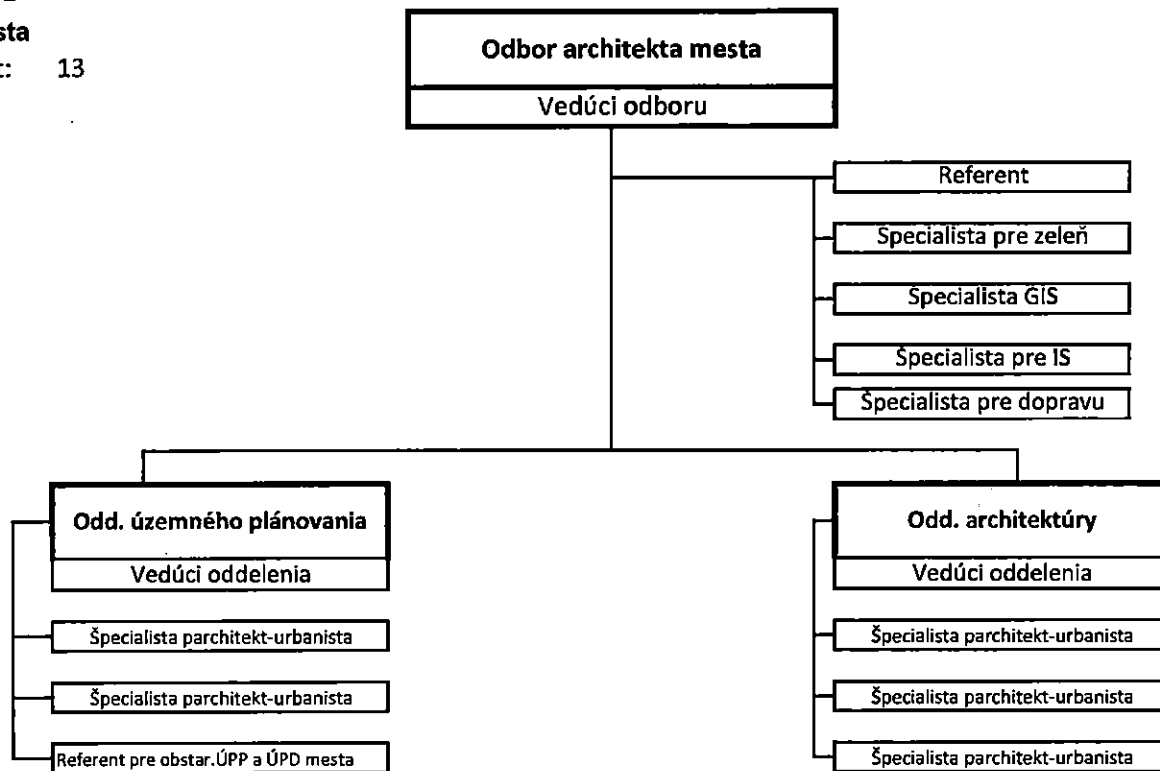 sta
t: 13
Odbor architekta mesta
Vedúci odboru
Referent
Špecialista pre zeleň
Špecialista GIS
Špecialista pre IS
Špecialista pre dopravu
Odd. územného plánovania
Vedúci oddelenia
Špecialista parchitekt-urbanista
Špecialista parchitekt-urbanista
Referent pre obstar.ÚPP a ÚPD mesta
Odd. architektúry
Vedúci oddelenia
Špecialista parchitekt-urbanista
Špecialista parchitekt-urbanista
Špecialista parchitekt-urbanista